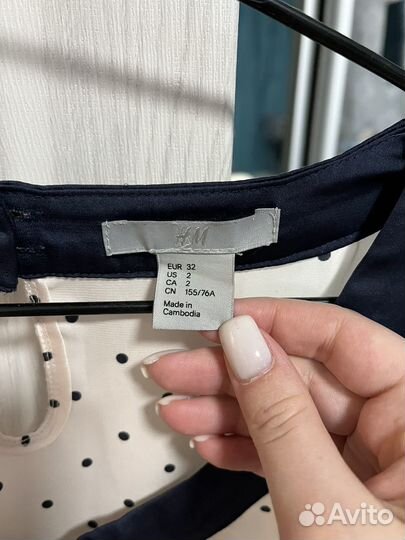 H&M
EUR 32
US 2
CA 2
CN 155/76A
Made in
Cambodia
Avito